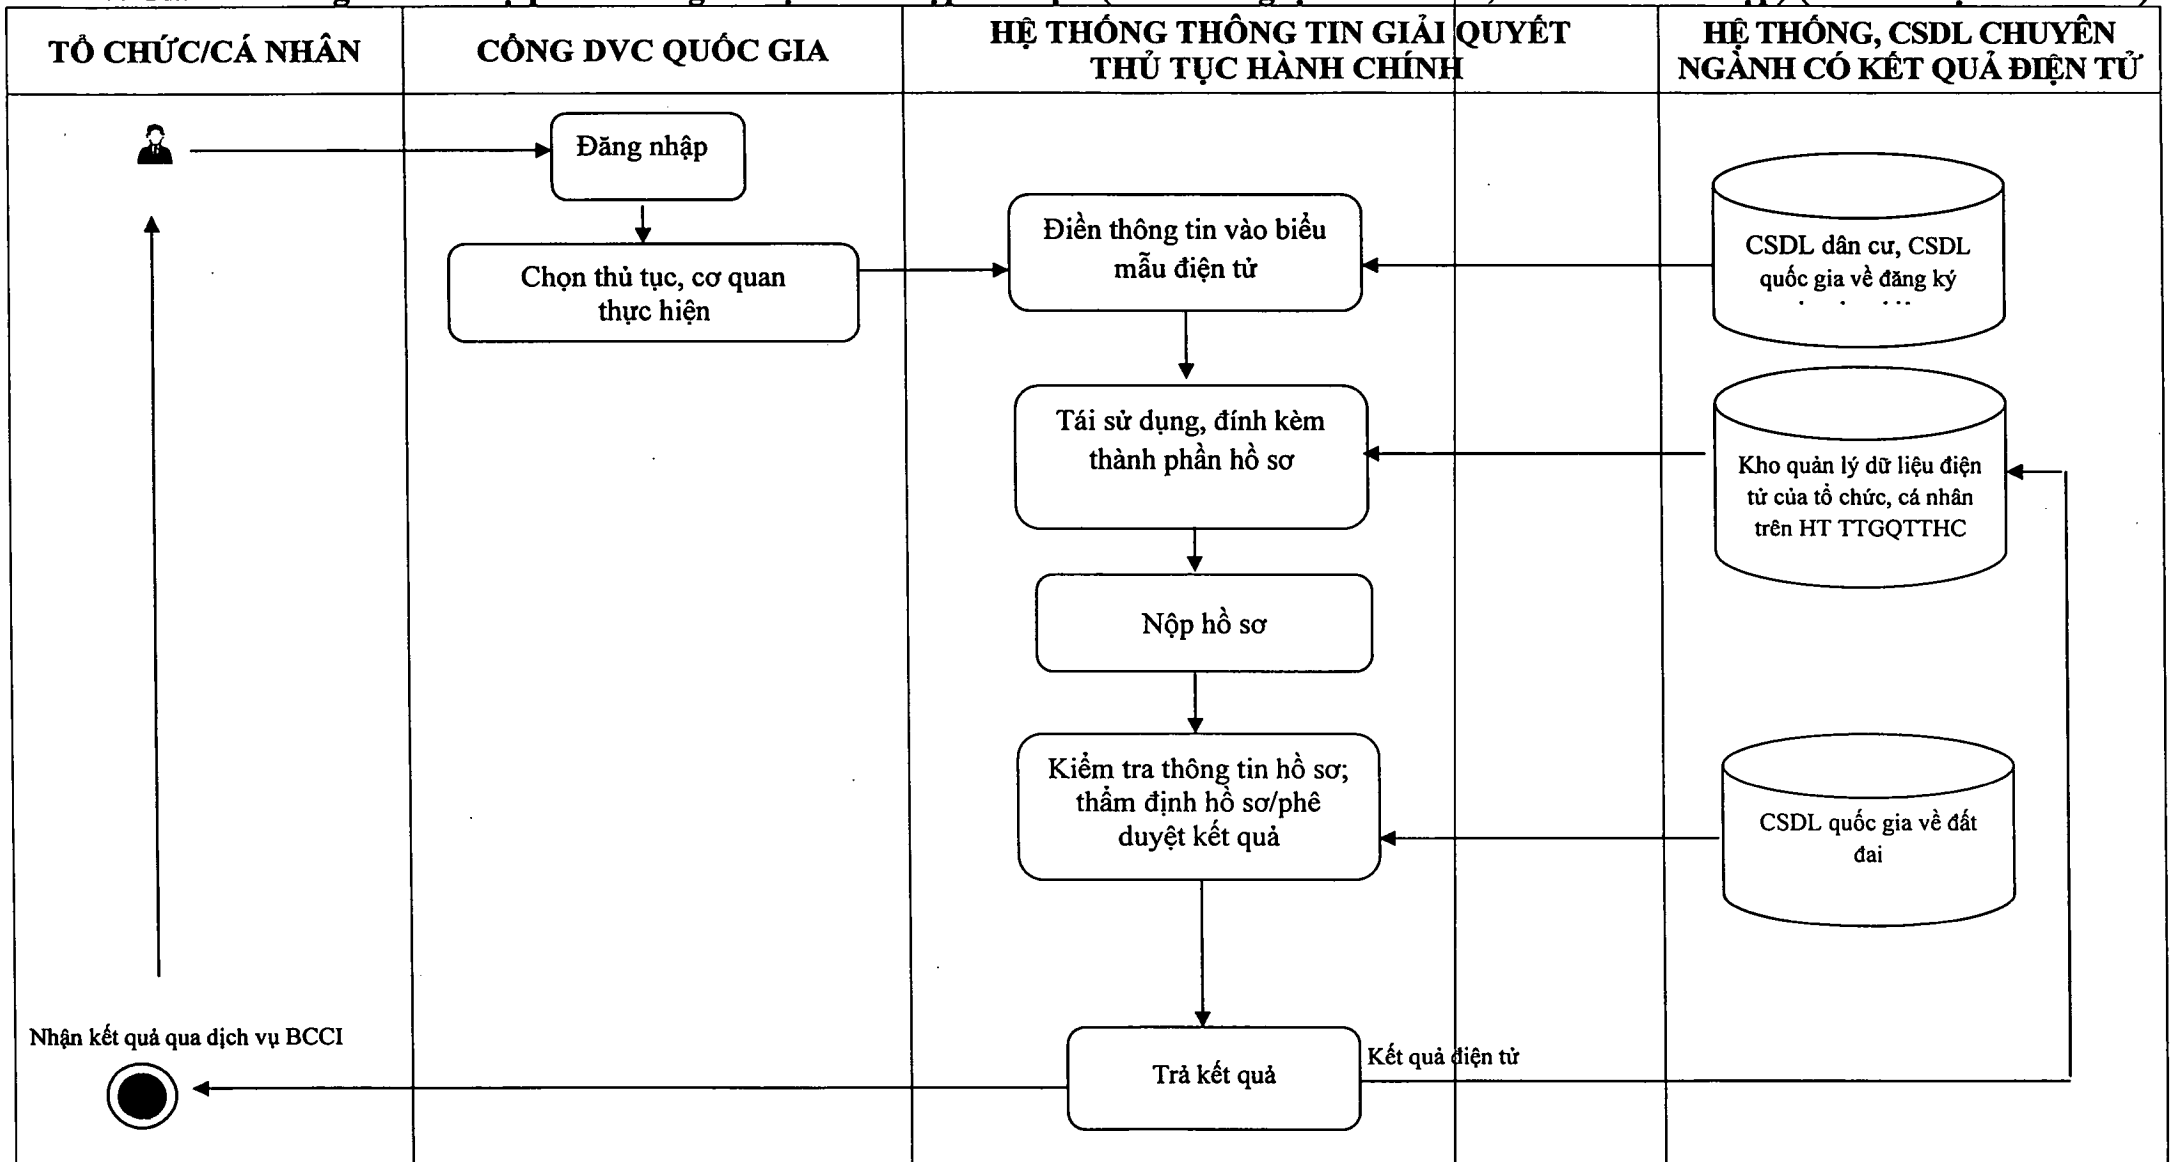 TỔ CHỨC/CÁ NHÂN
CỔNG DVC QUỐC GIA
HỆ THỐNG THÔNG TIN GIẢI QUYẾT
THỦ TỤC HÀNH CHÍNH
HỆ THỐNG, CSDL CHUYÊN
NGÀNH CÓ KẾT QUẢ ĐIỆN TỬ
Đăng nhập
Chọn thủ tục, cơ quan
thực hiện
Điền thông tin vào biểu
mẫu điện tử
CSDL dân cư, CSDL
quốc gia về đăng ký
Tái sử dụng, đính kèm
thành phần hồ sơ
Kho quản lý dữ liệu điện
tử của tổ chức, cá nhân
trên HT TTGQTTHC
Nộp hồ sơ
Kiểm tra thông tin hồ sơ;
thẩm định hồ sơ/phê
duyệt kết quả
CSDL quốc gia về đất
đai
Nhận kết quả qua dịch vụ BCCI
Trả kết quả
Kết quả điện tử